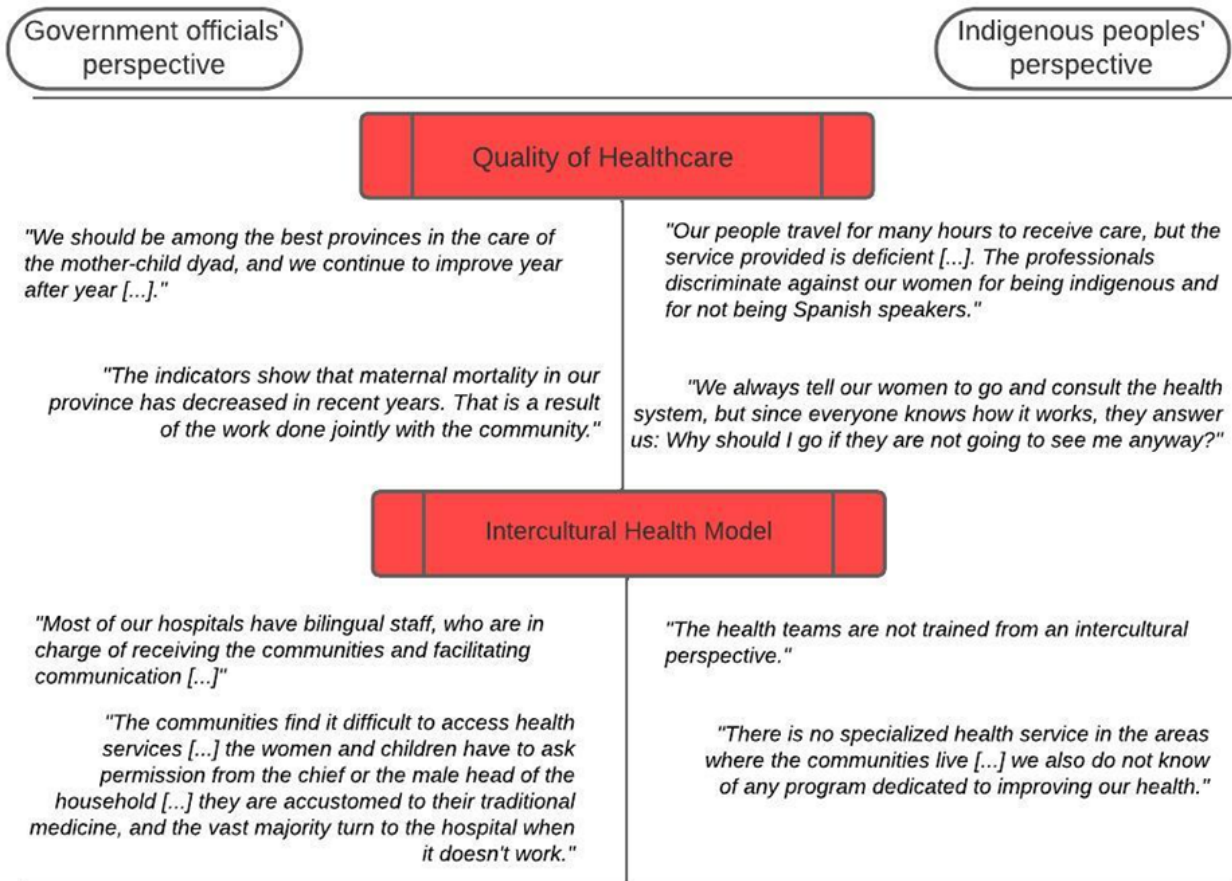 Government officials'
perspective
Indigenous peoples'
perspective
Quality of Healthcare
"We should be among the best provinces in the care of
the mother-child dyad, and we continue to improve year
after year [...]."
"The indicators show that maternal mortality in our
province has decreased in recent years. That is a result
of the work done jointly with the community."
"Our people travel for many hours to receive care, but the
service provided is deficient [...]. The professionals
discriminate against our women for being indigenous and
for not being Spanish speakers."
"We always tell our women to go and consult the health
system, but since everyone knows how it works, they answer
us: Why should I go if they are not going to see me anyway?"
Intercultural Health Model
"Most of our hospitals have bilingual staff, who are in
charge of receiving the communities and facilitating
communication [...]"
"The communities find it difficult to access health
services [...] the women and children have to ask
permission from the chief or the male head of the
household [...] they are accustomed to their traditional
medicine, and the vast majority turn to the hospital when
it doesn't work."
"The health teams are not trained from an intercultural
perspective."
"There is no specialized health service in the areas
where the communities live [...] we also do not know
of any program dedicated to improving our health."